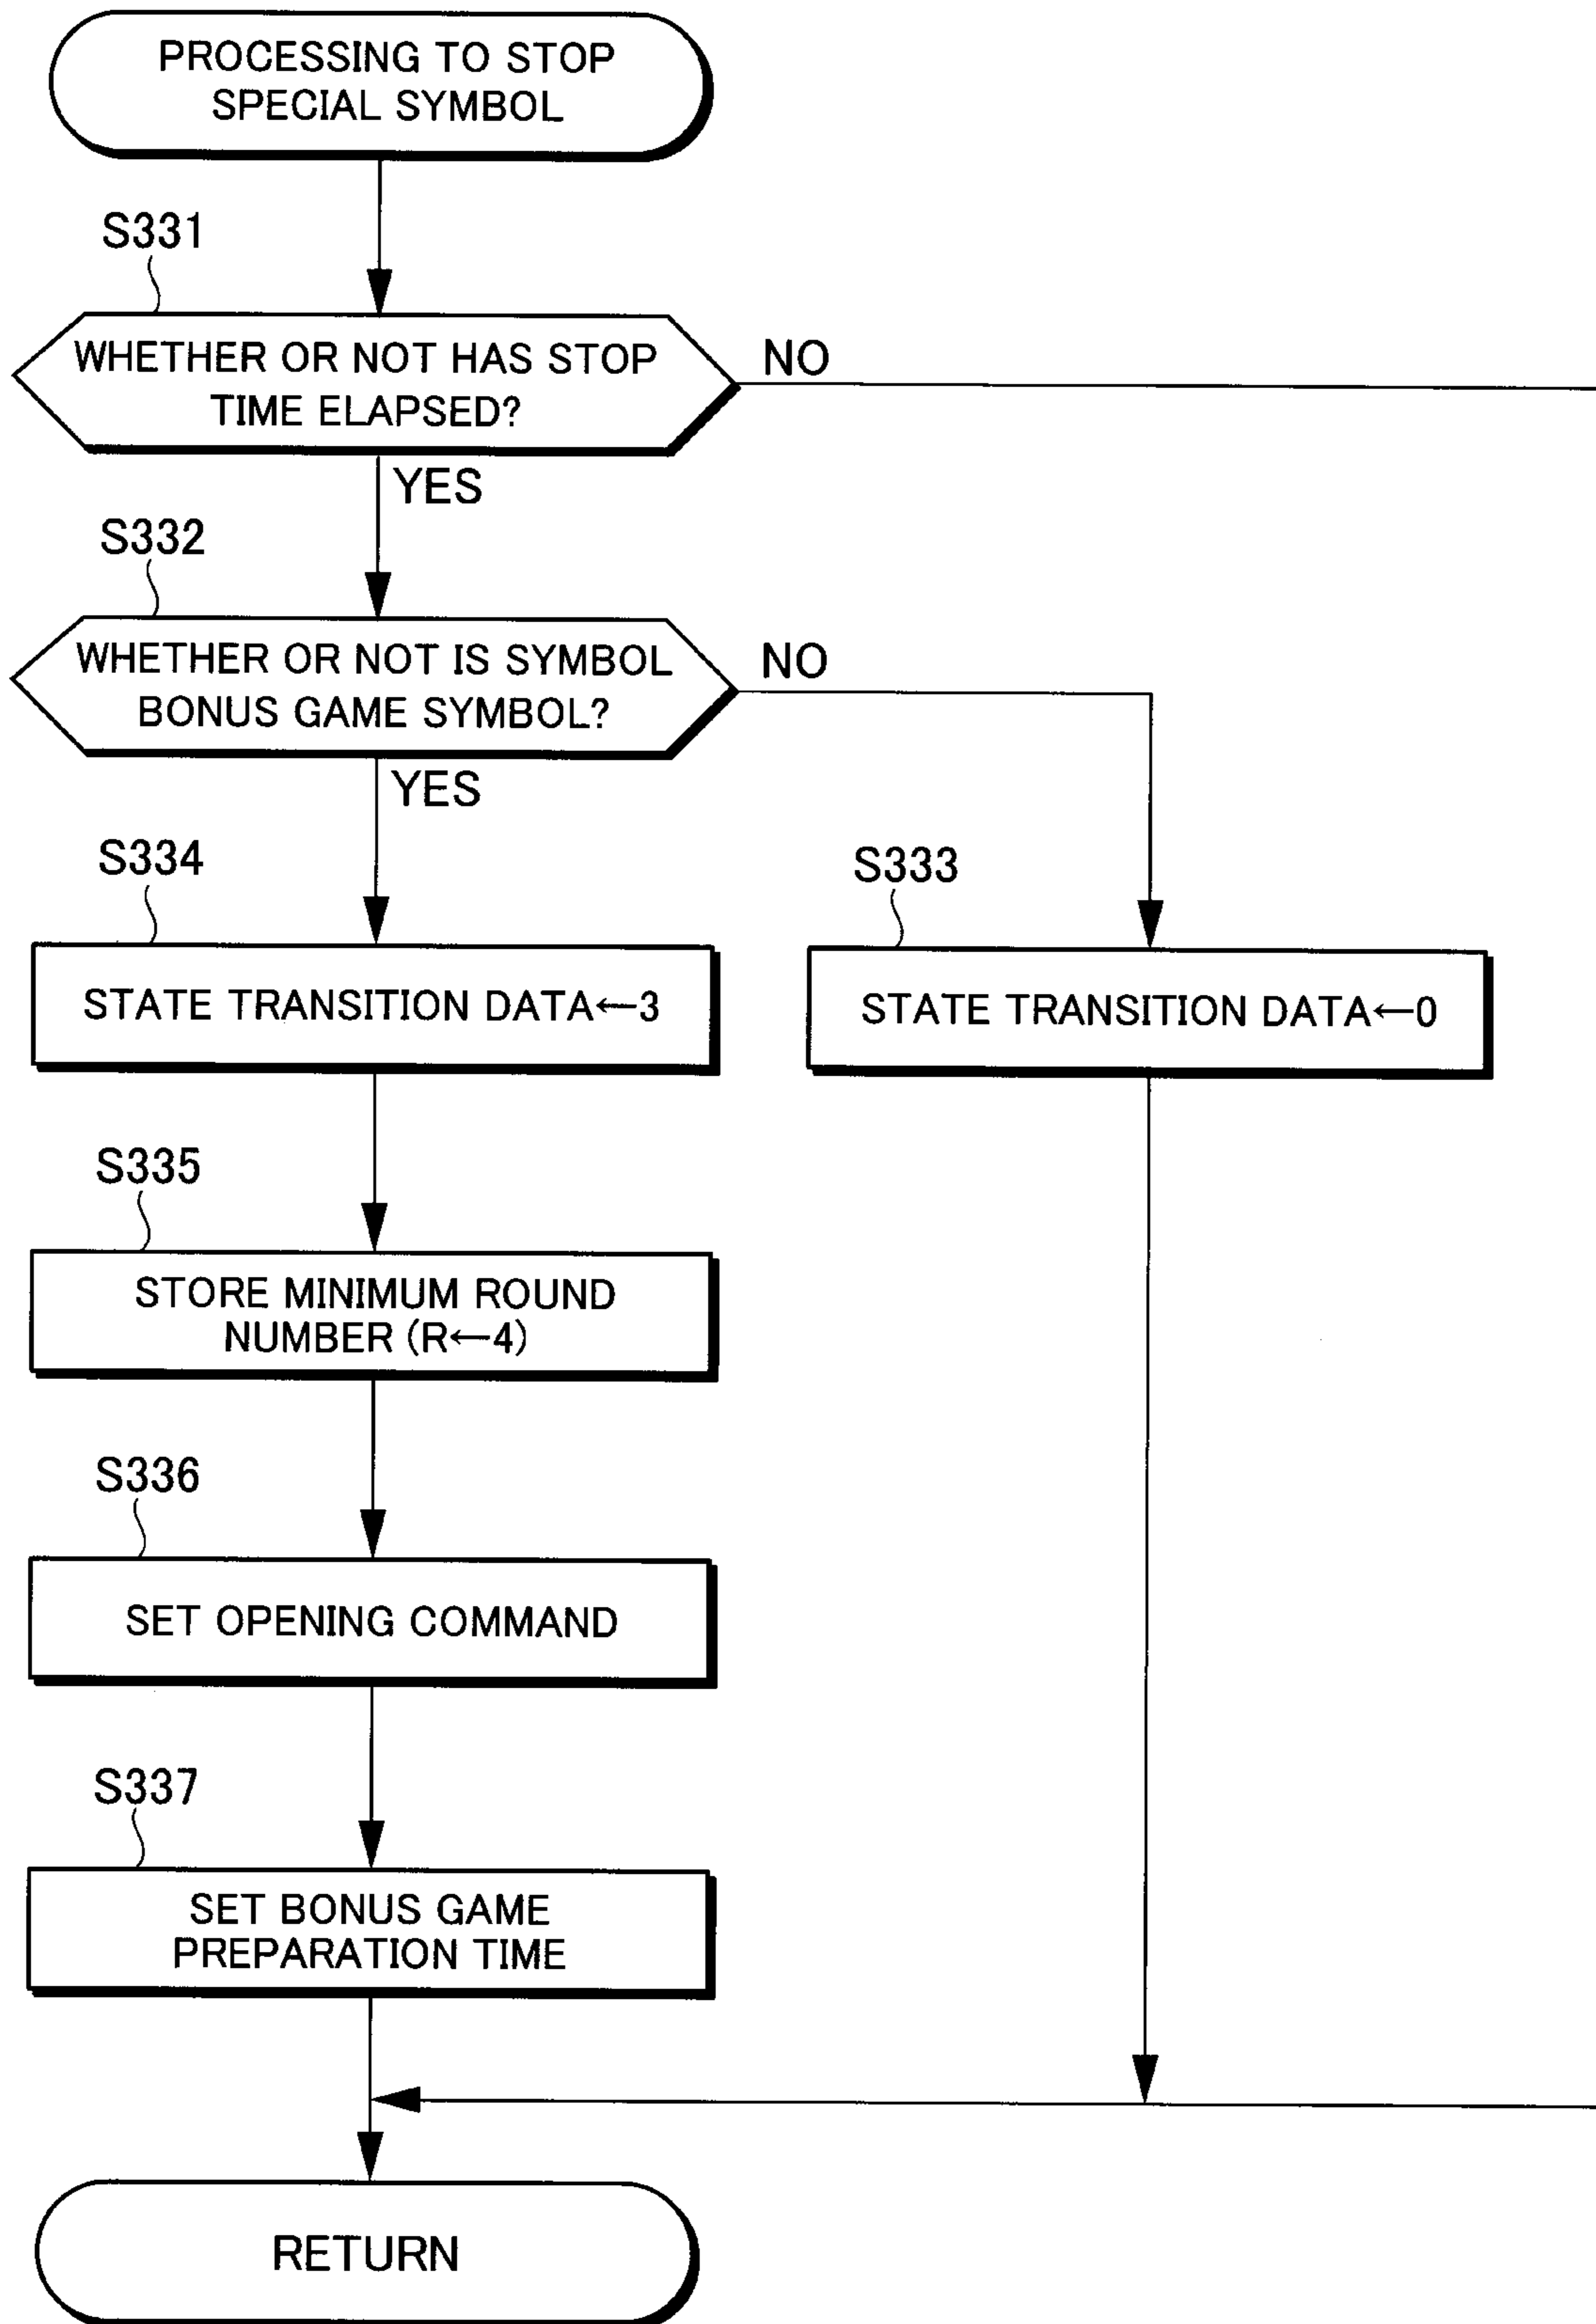 PROCESSING TO STOP
SPECIAL SYMBOL
S331
WHETHER OR NOT HAS STOP
TIME ELAPSED?
NO
YES
S332
WHETHER OR NOT IS SYMBOL
BONUS GAME SYMBOL?
NO
YES
S334
STATE TRANSITION DATA←3
S333
STATE TRANSITION DATA←0
S335
STORE MINIMUM ROUND
NUMBER (R←4)
S336
SET OPENING COMMAND
S337
SET BONUS GAME
PREPARATION TIME
RETURN